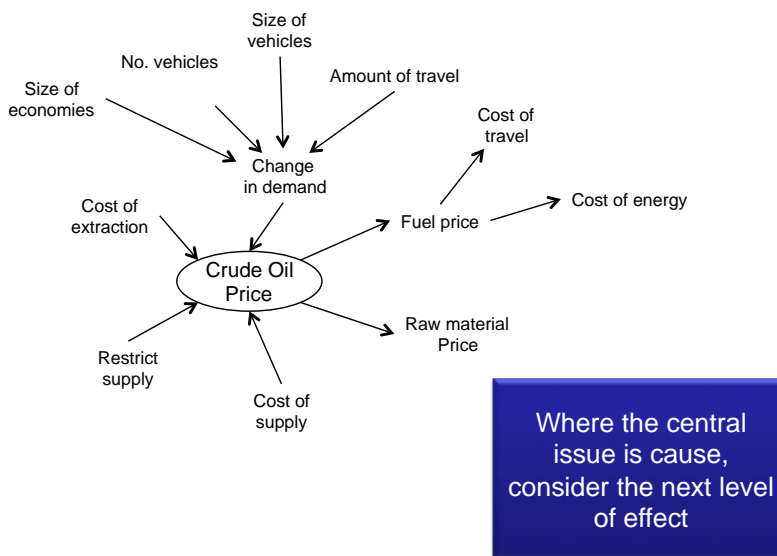 Size of
vehicles
No. vehicles
Amount of travel
Size of
economies
Cost of
travel
Change
in demand
Cost of energy
Cost of
extraction
Fuel price
Crude Oil
Price
Raw material
Price
Restrict
supply
Cost of
supply
Where the central
issue is cause,
consider the next level
of effect